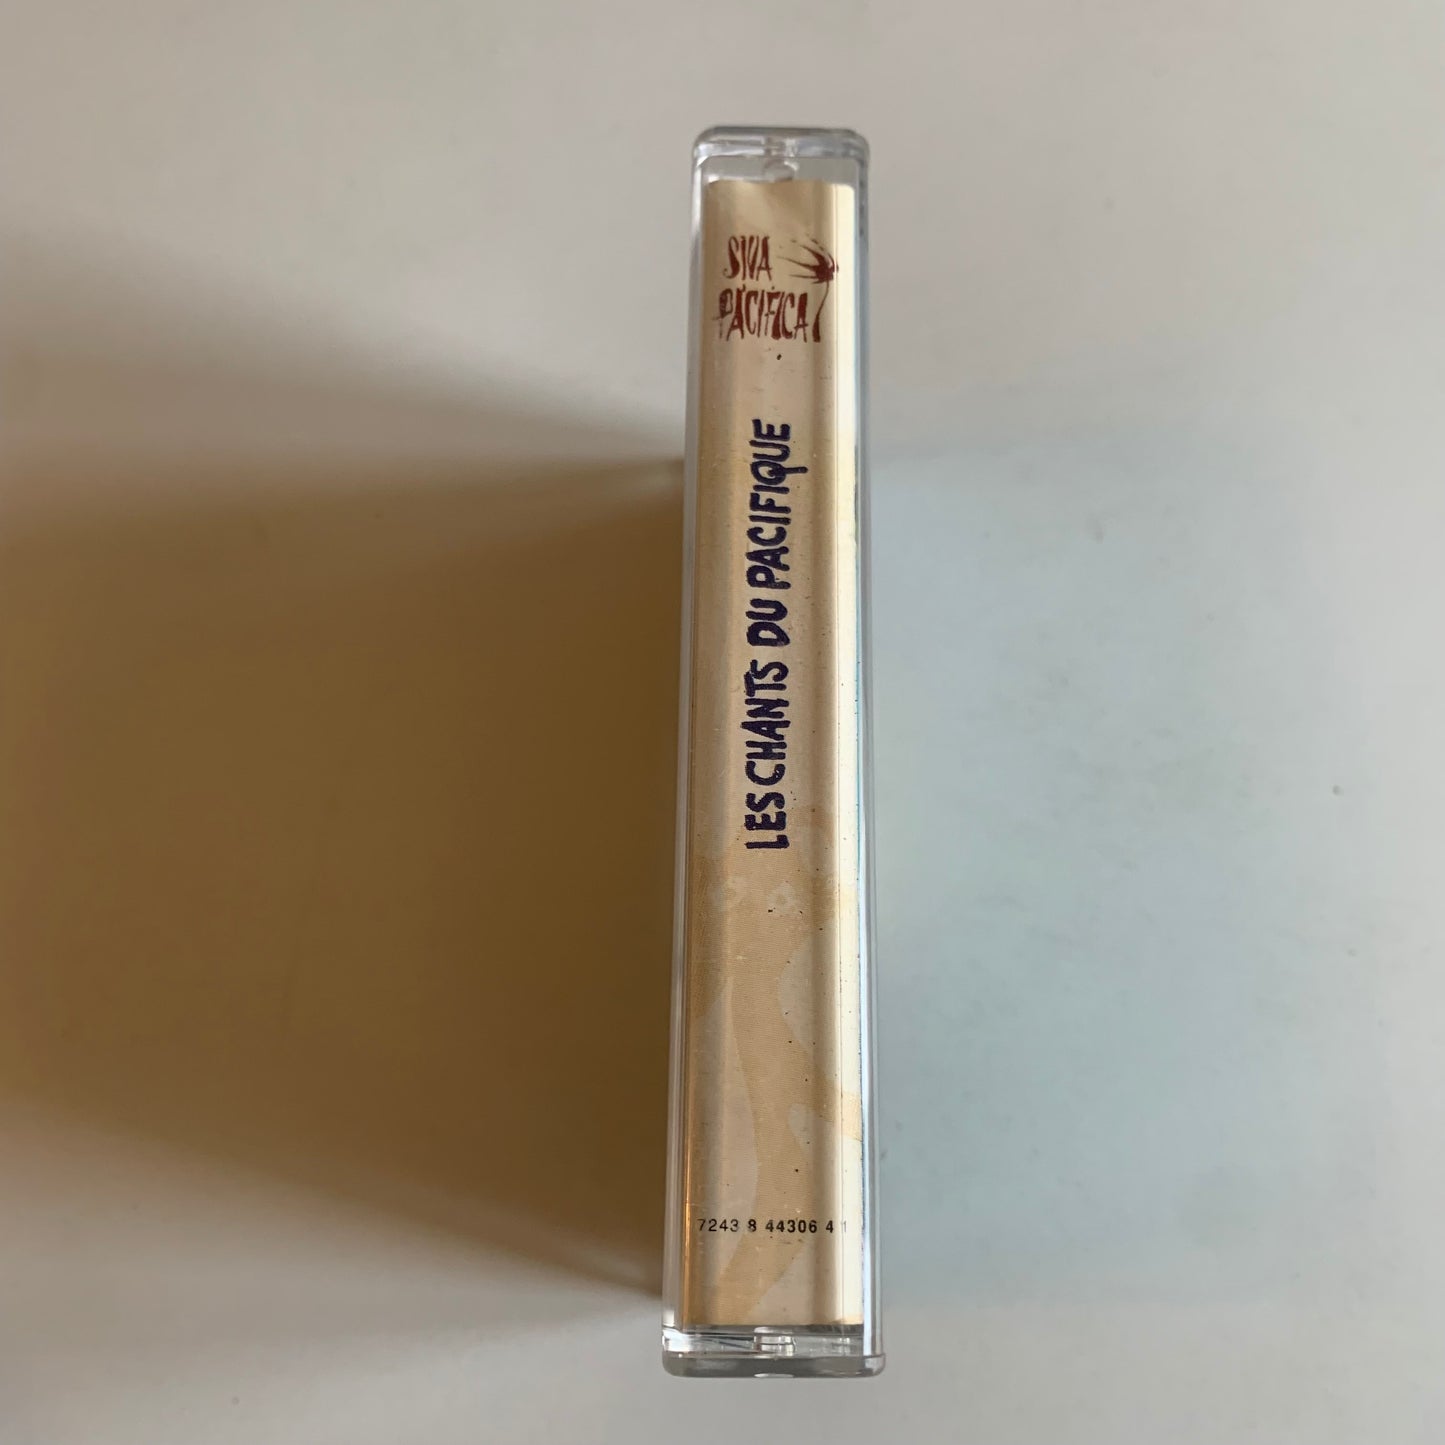 SIVA
PACIFICA
LES CHANTS DU PACIFIQUE
7243 8 44306 4 1